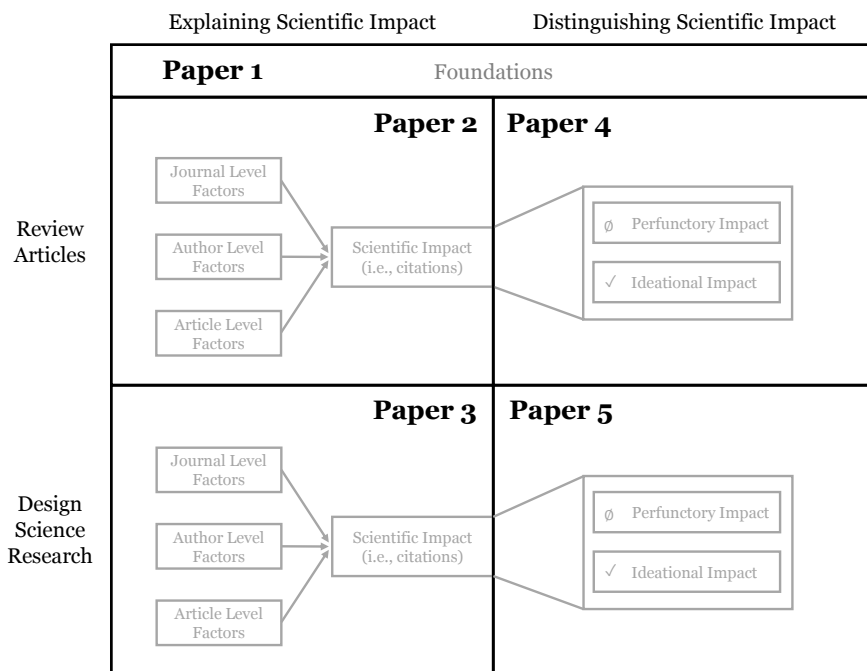 Explaining Scientific Impact
Distinguishing Scientific Impact
Paper 1
Foundations
Review
Articles
Paper 2
Journal Level
Factors
Author Level
Factors
Article Level
Factors
Scientific Impact
(i.e., citations)
Paper 4
∅ Perfunctory Impact
✓ Ideational Impact
Design
Science
Research
Paper 3
Journal Level
Factors
Author Level
Factors
Article Level
Factors
Scientific Impact
(i.e., citations)
Paper 5
∅ Perfunctory Impact
✓ Ideational Impact